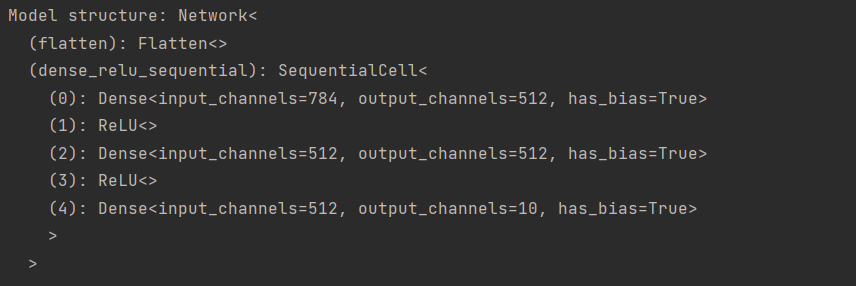 Model structure: Network<
  (flatten): Flatten<>
  (dense_relu_sequential): SequentialCell<
    (0): Dense<input_channels=784, output_channels=512, has_bias=True>
    (1): ReLU<>
    (2): Dense<input_channels=512, output_channels=512, has_bias=True>
    (3): ReLU<>
    (4): Dense<input_channels=512, output_channels=10, has_bias=True>
    >
  >